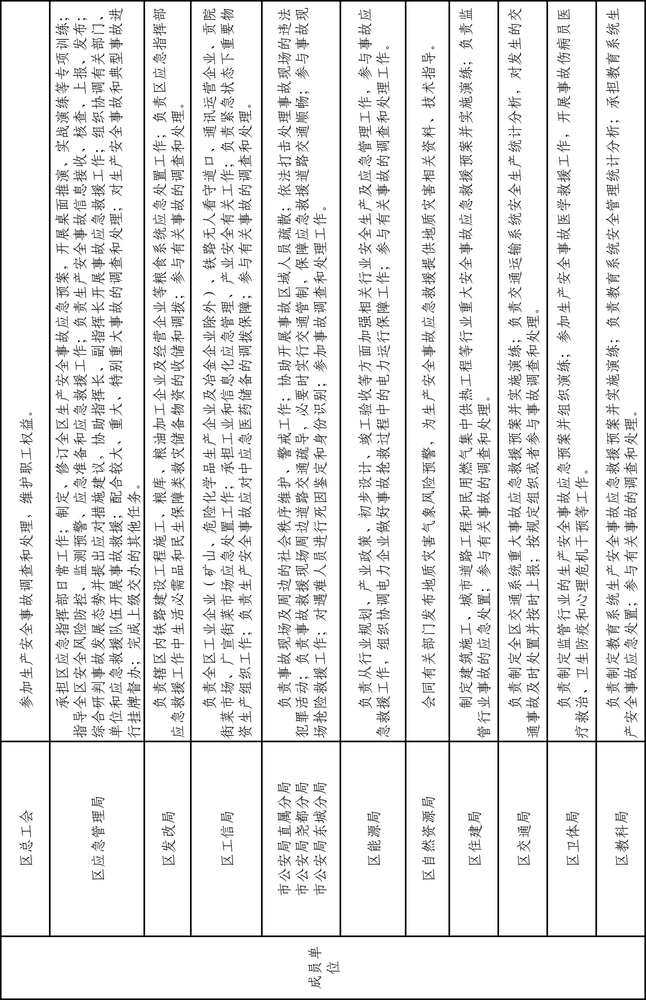 成员单
位
区总工会
参加生产安全事故调查和处理，维护职工权益。
区应急管理局
承担区应急指挥部日常工作；制定、修订全区生产安全事故应急预案，开展桌面推演、实战演练等专项训练；
指导全区安全风险防控、监测预警、应急准备和应急救援工作；负责生产安全事故信息接收、核查、上报、发布；
综合研判事故发展态势并提出应对措施建议，协助指挥长、副指挥长开展事故应急救援工作；组织协调有关部门、
单位和应急救援队伍开展事故救援；配合较大、重大、特别重大事故的调查和处理；对生产安全事故和典型事故进
行挂牌督办；完成上级交办的其他任务。
区发改局
负责辖区内铁路建设工程施工、粮库、粮油加工企业及经营企业等粮食系统应急处置工作；负责区应急指挥部
应急救援工作中生活必需品和民生保障类救灾储备物资的收储和调拨；参与有关事故的调查和处理。
区工信局
负责全区工业企业（矿山、危险化学品生产企业及冶金企业除外）、铁路无人看守道口、通讯运营企业、贡院
街菜市场、广宣街菜市场应急处置工作；承担工业和信息化应急管理、产业安全有关工作；负责紧急状态下重要物
资生产组织工作；负责生产安全事故应对中应急医药储备的调拨保障；参与有关事故的调查和处理。
市公安局直属分局
市公安局尧都分局
市公安局东城分局
负责事故现场及周边的社会秩序维护、警戒工作；协助开展事故区域人员疏散；依法打击处理事故现场的违法
犯罪活动；负责事故救援现场周边道路交通疏导，必要时实行交通管制，保障应急救援道路交通顺畅；参与事故现
场抢险救援工作；对遇难人员进行死因鉴定和身份识别；参加事故调查和处理工作。
区能源局
负责从行业规划、产业政策、初步设计、竣工验收等方面加强相关行业安全生产及应急管理工作，参与事故应
急救援工作，组织协调电力企业做好事故抢救过程中的电力运行保障工作；参与有关事故的调查和处理工作。
区自然资源局
会同有关部门发布地质灾害气象风险预警，为生产安全事故应急救援提供地质灾害相关资料、技术指导。
区住建局
制定建筑施工、城市道路工程和民用燃气集中供热工程等行业重大安全事故应急救援预案并实施演练；负责监
管行业事故的应急处置；参与有关事故的调查和处理。
区交通局
负责制定全区交通系统重大事故应急救援预案并实施演练；负责交通运输系统安全生产统计分析，对发生的交
通事故及时处置并按时上报；按规定组织或者参与事故调查和处理。
区卫体局
负责制定监管行业的生产安全事故应急预案并组织演练；参加生产安全事故医学救援工作，开展事故伤病员医
疗救治、卫生防疫和心理危机干预等工作。
区教科局
负责制定教育系统生产安全事故应急救援预案并实施演练；负责教育系统安全管理统计分析；承担教育系统生
产安全事故应急处置；参与有关事故的调查和处理。